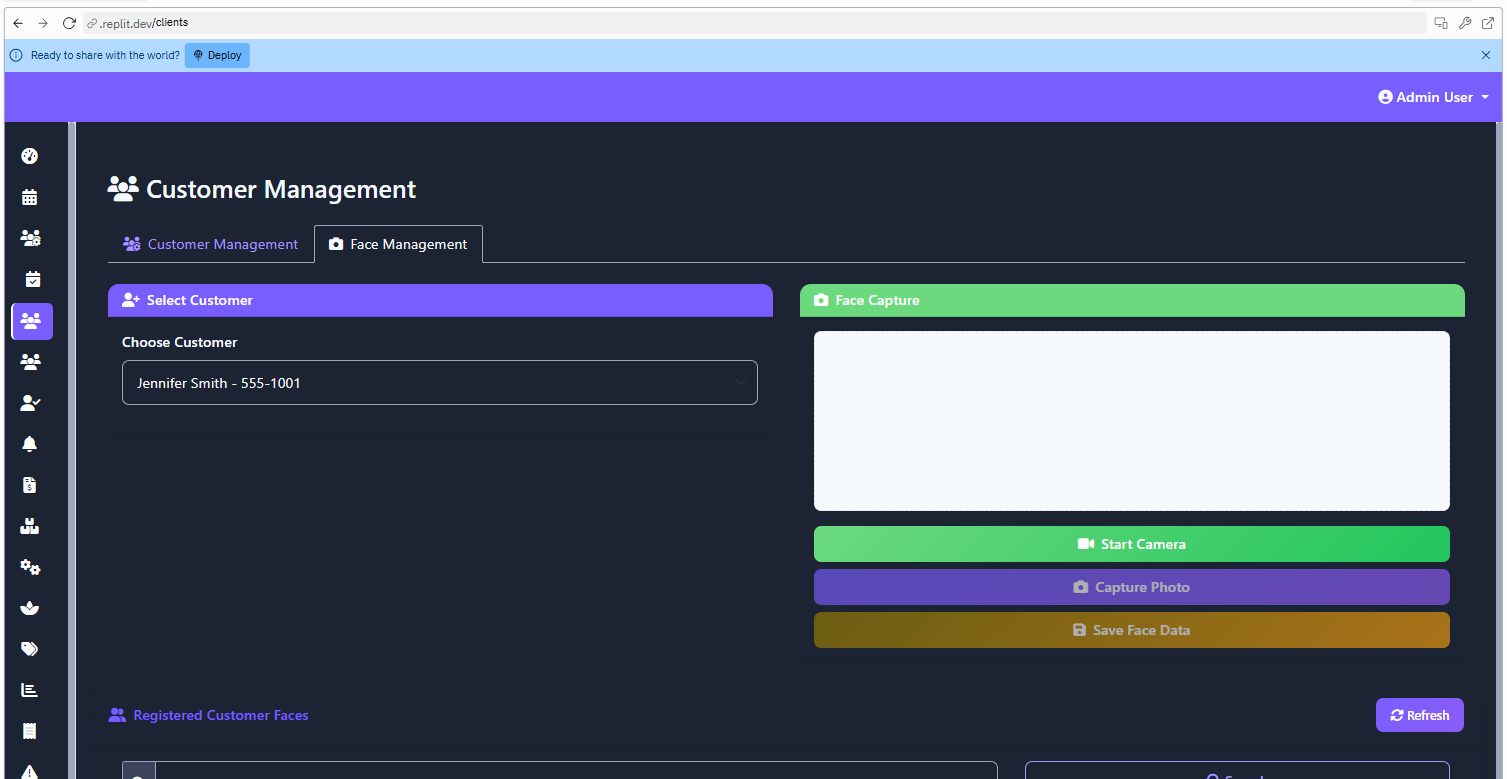 .replit.dev/clients
Ready to share with the world? Deploy
Admin User
Customer Management
Customer Management
Face Management
Select Customer
Choose Customer
Jennifer Smith - 555-1001
Face Capture
Start Camera
Capture Photo
Save Face Data
Registered Customer Faces
Refresh